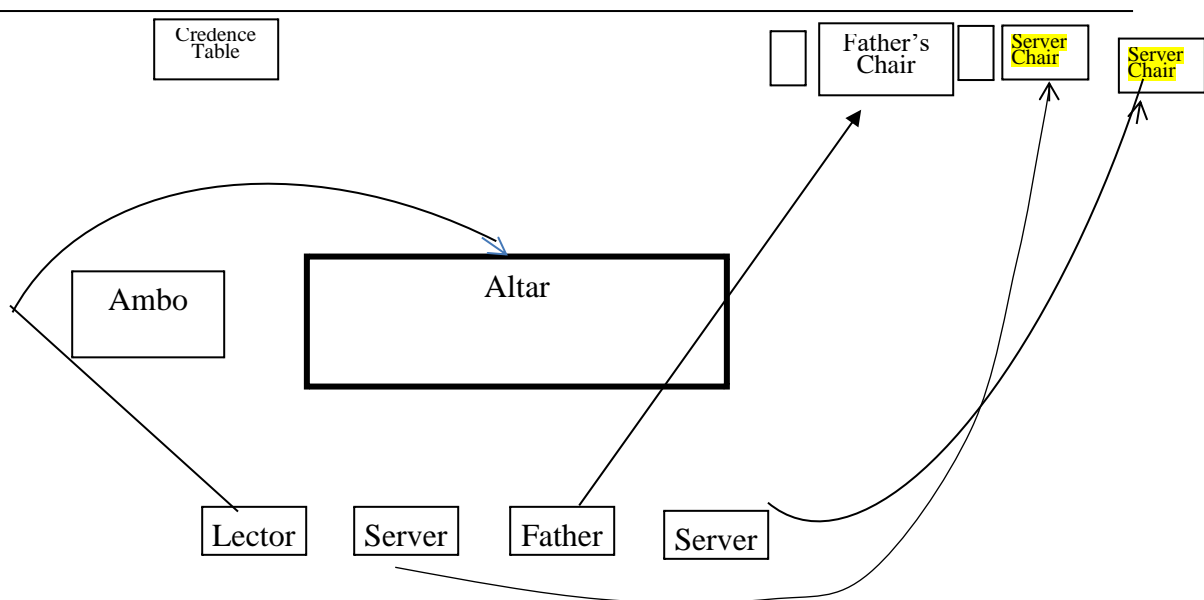 Credence
Table
Father's
Chair
Server
Chair
Server
Chair
Ambo
Altar
Lector
Server
Father
Server